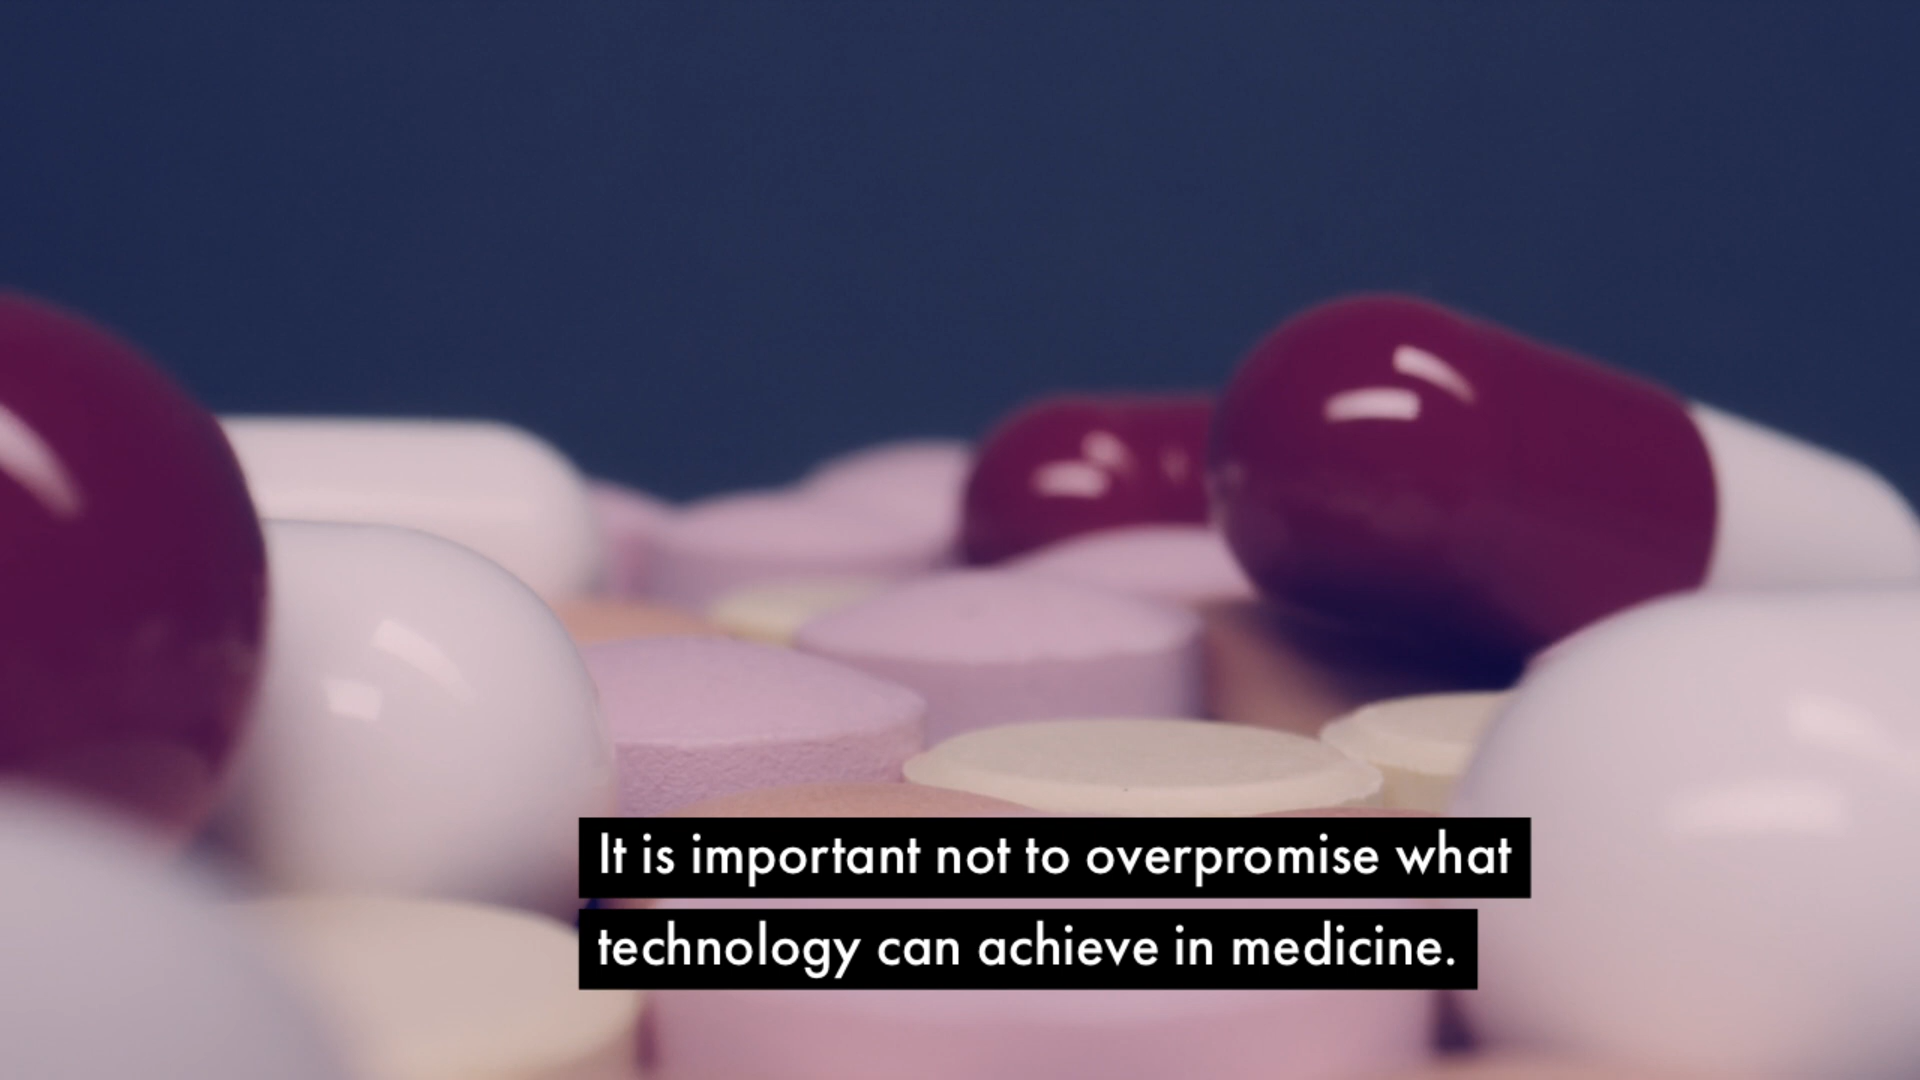 It is important not to overpromise what
technology can achieve in medicine.